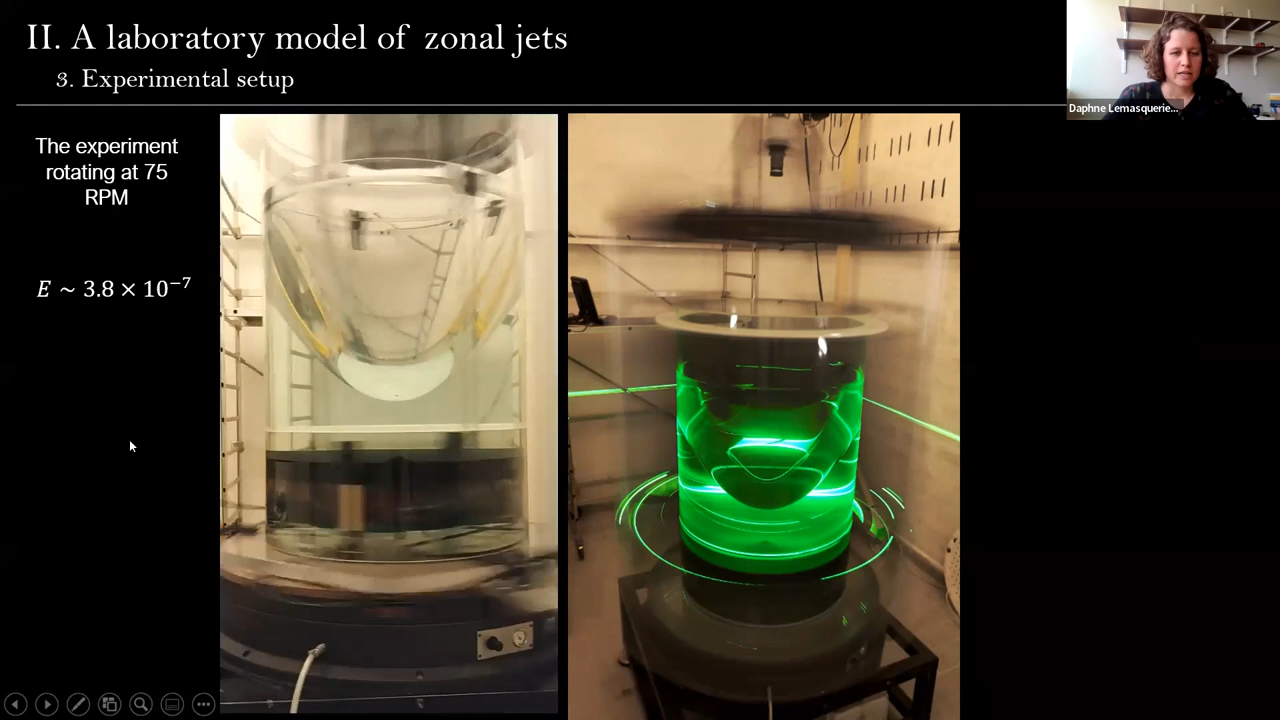 II. A laboratory model of zonal jets
3. Experimental setup
Daphne Lemasquerie...
The experiment
rotating at 75
RPM
E ~ 3.8 × 10⁻⁷